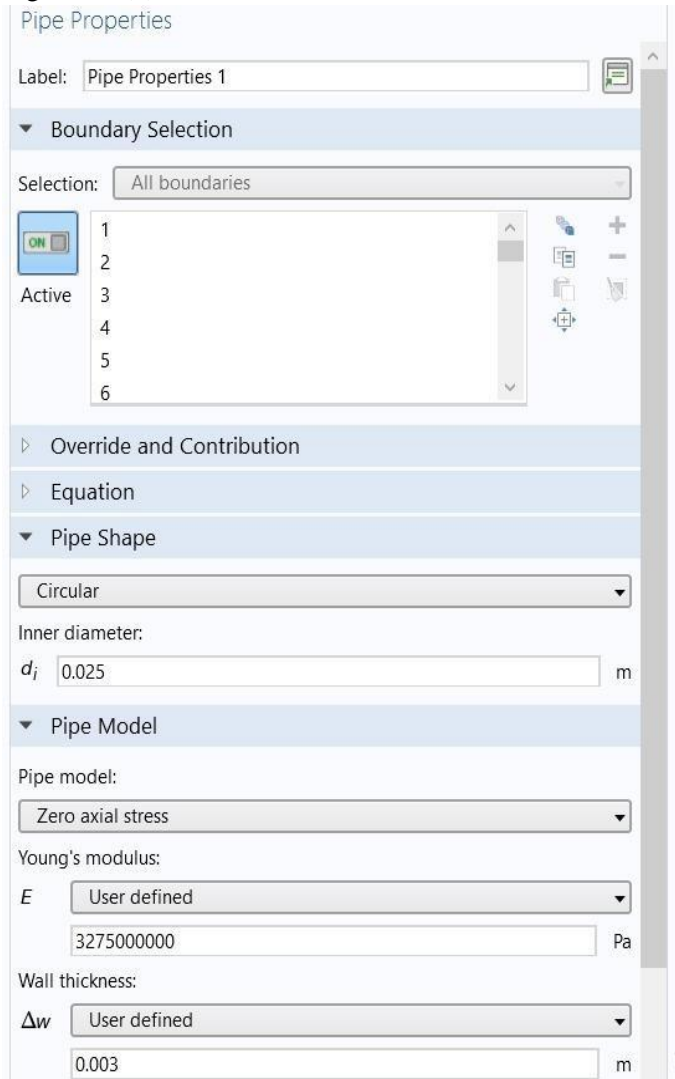 Pipe Properties
Label: Pipe Properties 1
Boundary Selection
Selection: All boundaries
ON
Active
1
2
3
4
5
6
Override and Contribution
Equation
Pipe Shape
Circular
Inner diameter:
di 0.025 m
Pipe Model
Pipe model:
Zero axial stress
Young's modulus:
E User defined
3275000000 Pa
Wall thickness:
Δw User defined
0.003 m